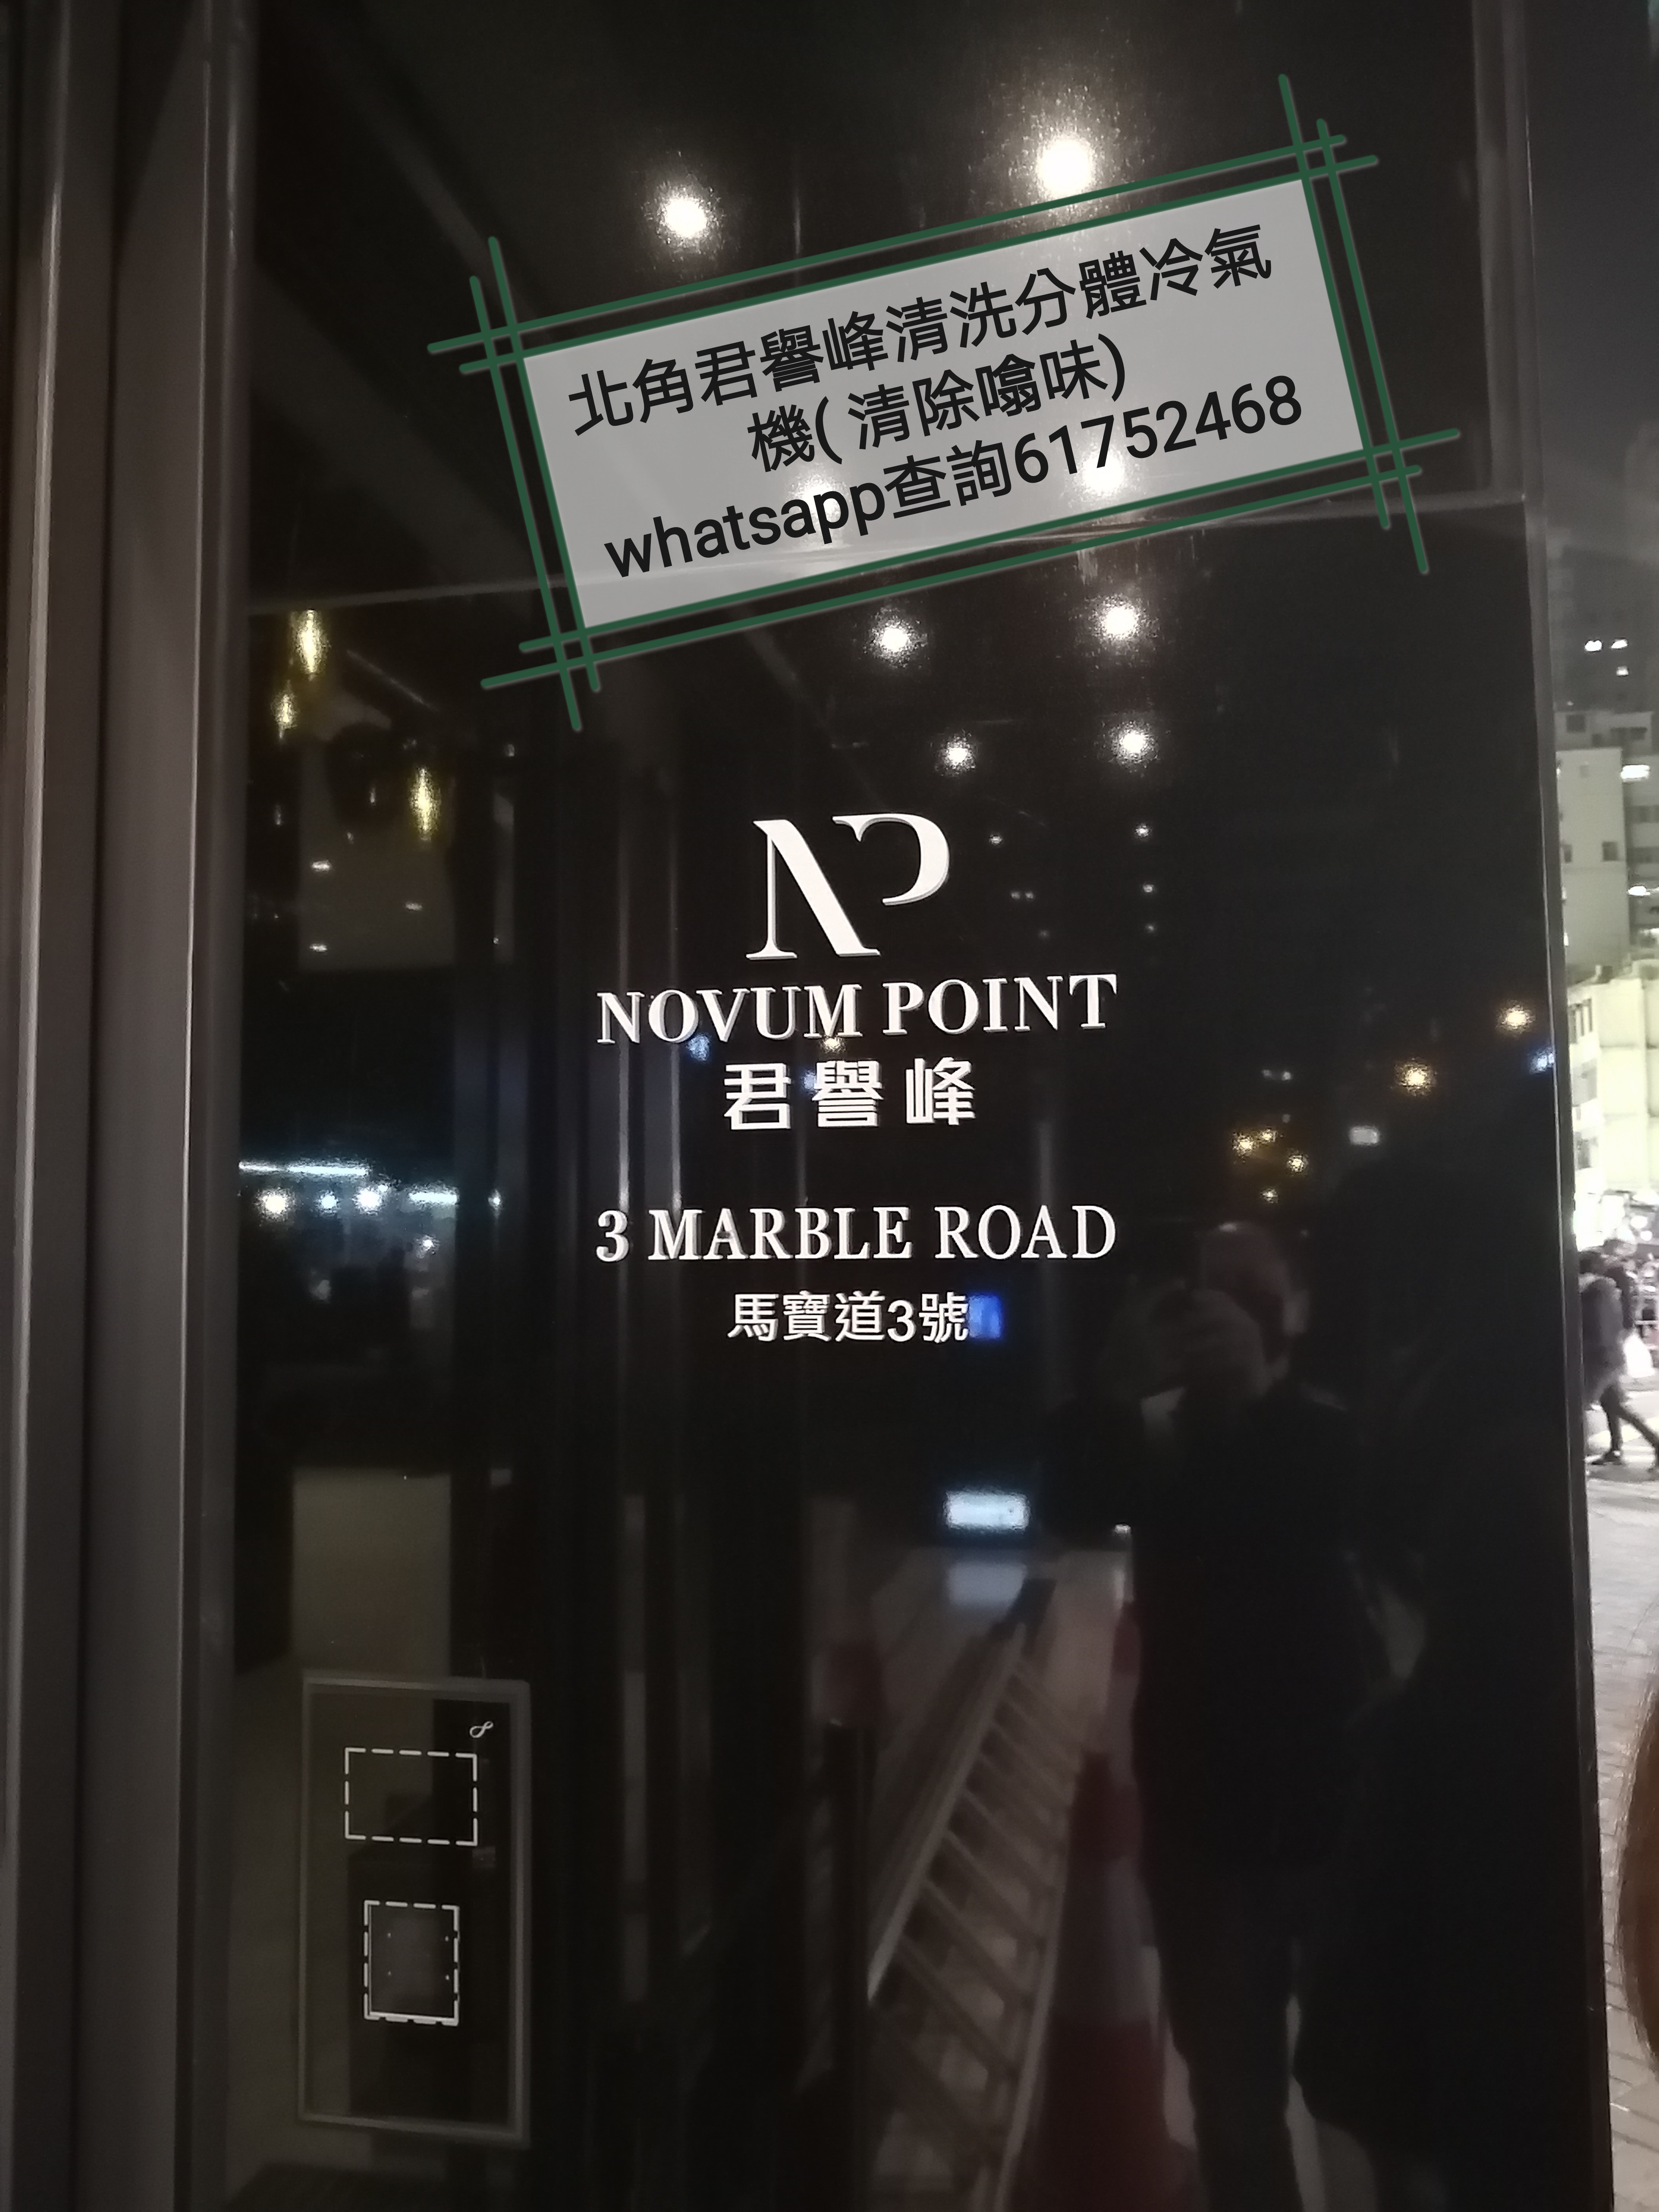 北角君譽峰清洗分體冷氣
機(清除噏味)
whatsapp查詢61752468
NP
NOVUM POINT
君譽峰
3 MARBLE ROAD
馬寶道3號